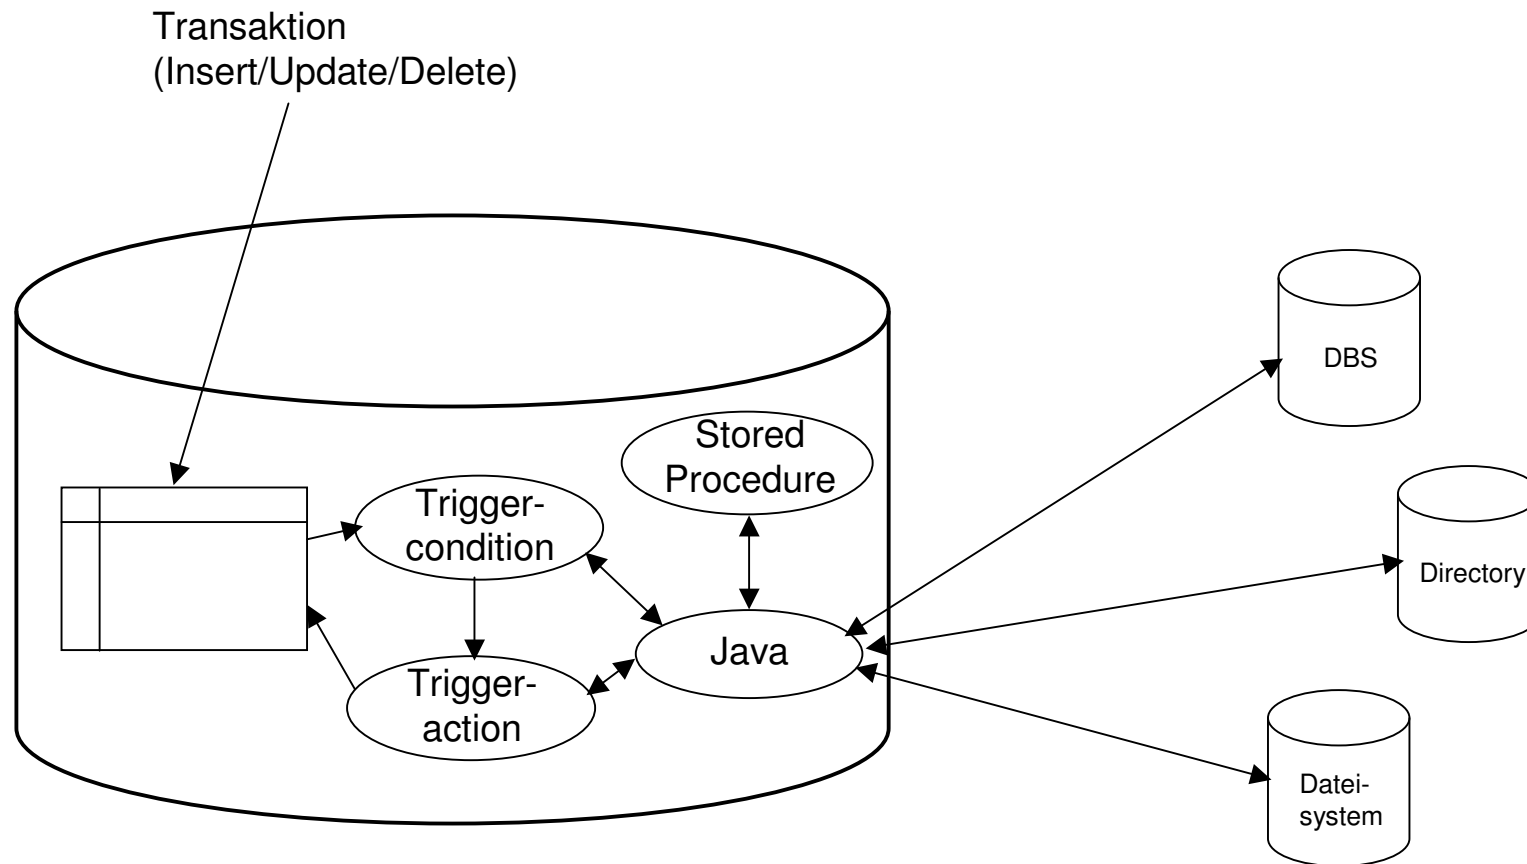 Transaktion
(Insert/Update/Delete)
DBS
Stored
Procedure
Trigger-
condition
Directory
Java
Trigger-
action
Datei-
system